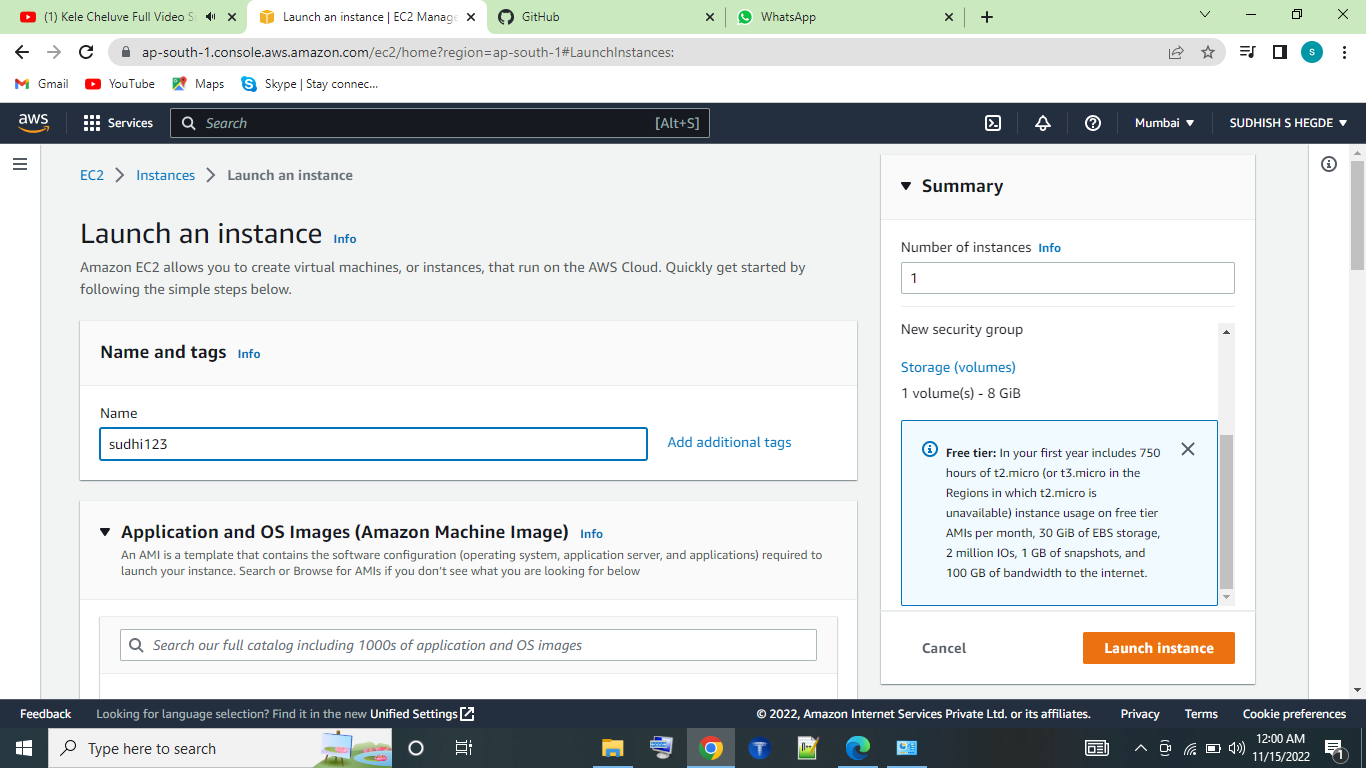 (1) Kele Cheluve Full Video S
Launch an instance | EC2 Manage
GitHub
WhatsApp
ap-south-1.console.aws.amazon.com/ec2/home?region=ap-south-1#LaunchInstances:
S
Gmail
YouTube
Maps
Skype | Stay connec...
aws
Services
Search
[Alt+S]
Mumbai
SUDHISH S HEGDE
EC2
Instances
Launch an instance
Launch an instance Info
Amazon EC2 allows you to create virtual machines, or instances, that run on the AWS Cloud. Quickly get started by
following the simple steps below.
Name and tags Info
Name
sudhi123
Add additional tags
Application and OS Images (Amazon Machine Image) Info
An AMI is a template that contains the software configuration (operating system, application server, and applications) required to
launch your instance. Search or Browse for AMIs if you don't see what you are looking for below
Search our full catalog including 1000s of application and OS images
Summary
Number of instances Info
1
New security group
Storage (volumes)
1 volume(s) - 8 GiB
Free tier: In your first year includes 750
hours of t2.micro (or t3.micro in the
Regions in which t2.micro is
unavailable) instance usage on free tier
AMIs per month, 30 GiB of EBS storage,
2 million IOs, 1 GB of snapshots, and
100 GB of bandwidth to the internet.
Cancel
Launch instance
Feedback
Looking for language selection? Find it in the new Unified Settings
© 2022, Amazon Internet Services Private Ltd. or its affiliates.
Privacy
Terms
Cookie preferences
Type here to search
12:00 AM
11/15/2022
1